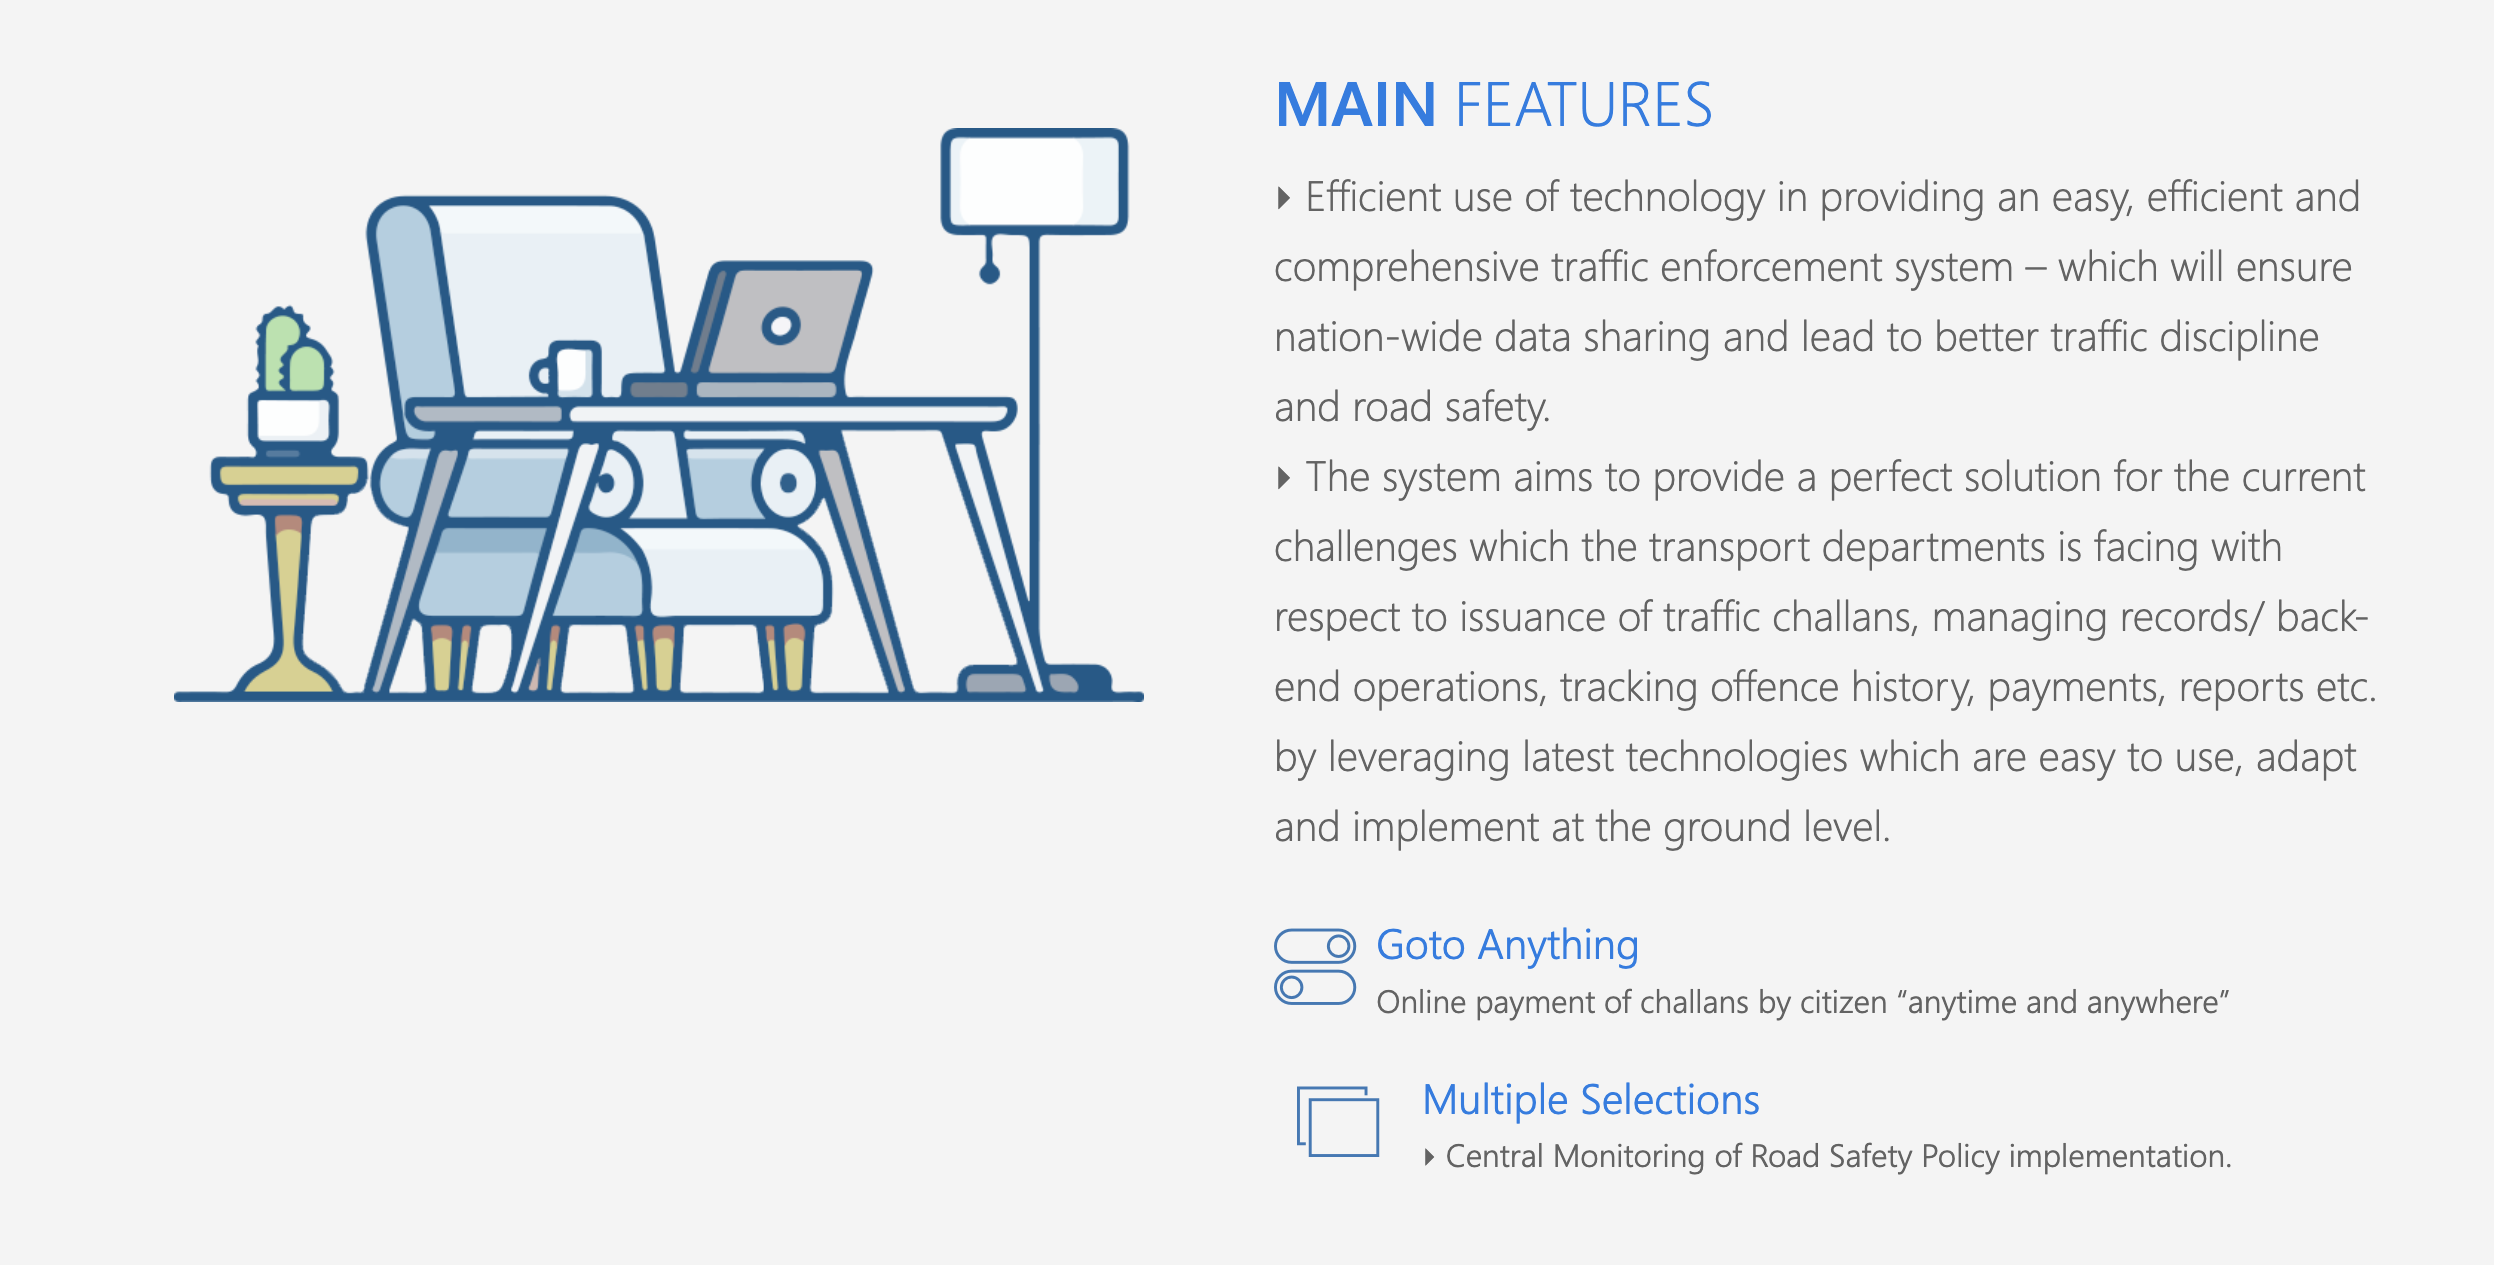 MAIN FEATURES
Efficient use of technology in providing an easy, efficient and
comprehensive traffic enforcement system – which will ensure
nation-wide data sharing and lead to better traffic discipline
and road safety.
The system aims to provide a perfect solution for the current
challenges which the transport departments is facing with
respect to issuance of traffic challans, managing records/ back-
end operations, tracking offence history, payments, reports etc.
by leveraging latest technologies which are easy to use, adapt
and implement at the ground level.
Goto Anything
Online payment of challans by citizen “anytime and anywhere”
Multiple Selections
Central Monitoring of Road Safety Policy implementation.